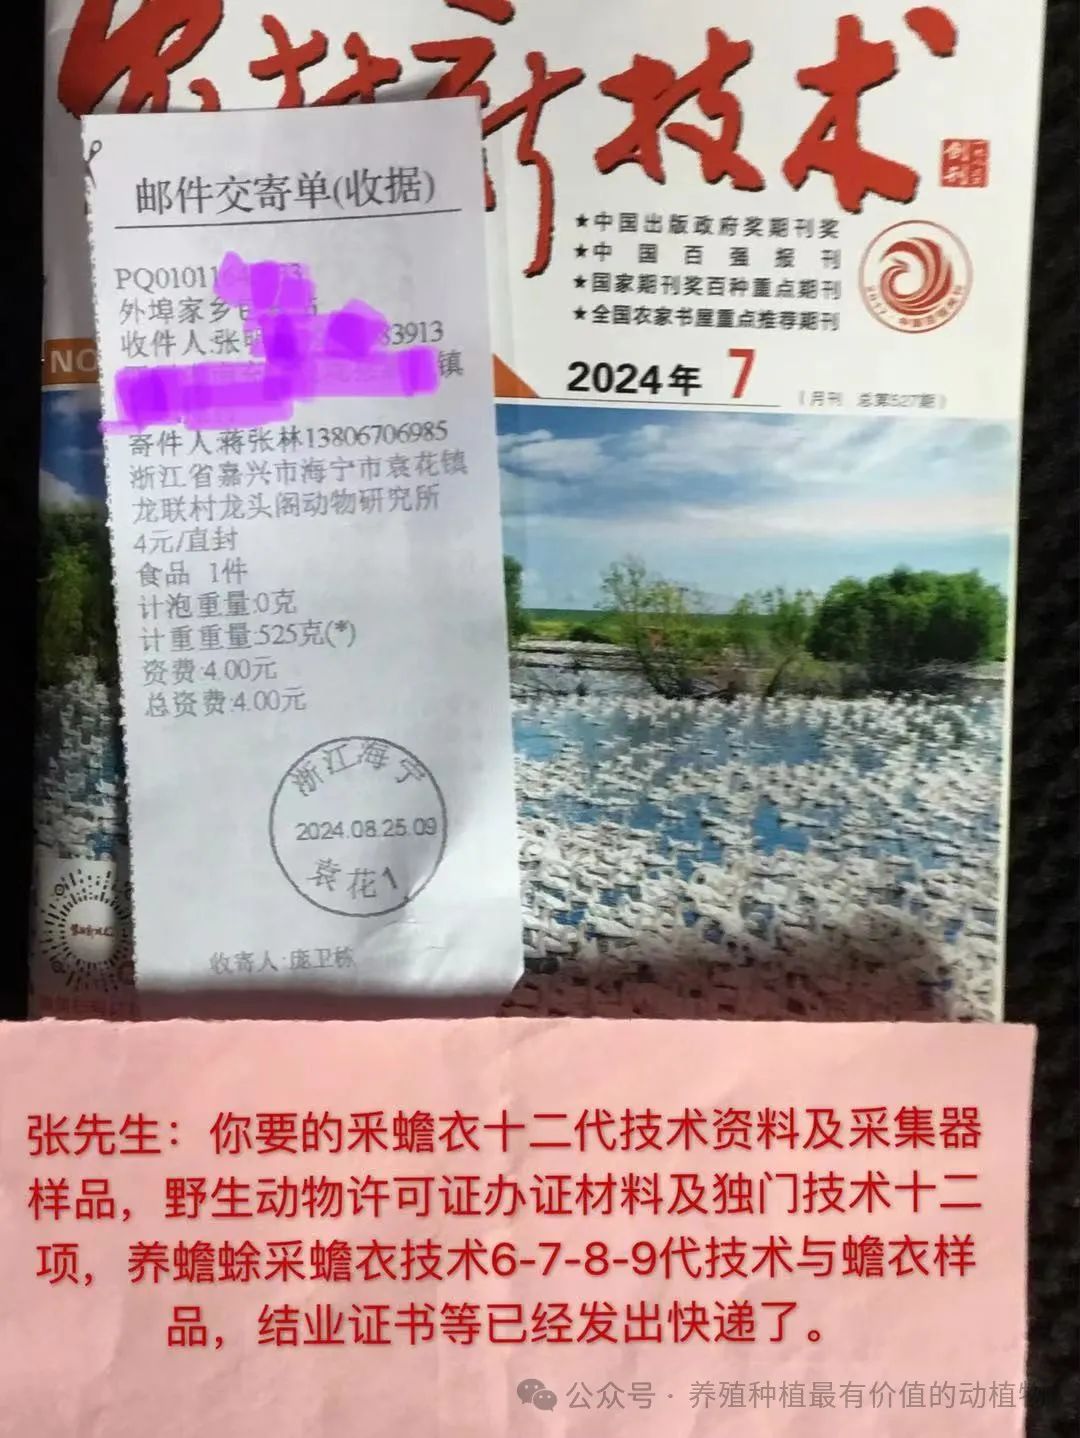 农村新技术
创刊
★中国出版政府奖期刊奖
★中国百强报刊
★国家期刊奖百种重点期刊
★全国农家书屋重点推荐期刊
2024年7
(月刊 总第527期)
NO
邮件交寄单(收据)
PQ010116
外埠家乡
收件人:张 83913
镇
寄件人:蒋张林13806706985
浙江省嘉兴市海宁市袁花镇
龙联村龙头阁动物研究所
4元/直封
食品 1件
计泡重量:0克
计重重量:525克(*)
资费:4.00元
总资费:4.00元
浙江海宁
2024.08.25.09
袁花1
收寄人:庞卫栋
张先生：你要的采蟾衣十二代技术资料及采集器
样品，野生动物许可证办证材料及独门技术十二
项，养蟾蜍采蟾衣技术6-7-8-9代技术与蟾衣样
品，结业证书等已经发出快递了。
公众号·养殖种植最有价值的动植物